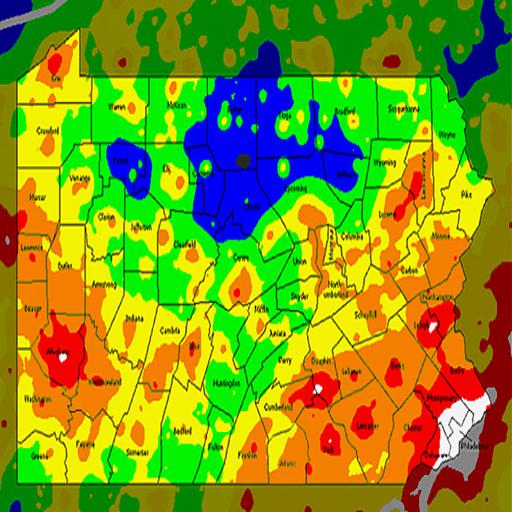 Erie
Warren
McKean
Potter
Tioga
Bradford
Susquehanna
Wayne
Crawford
Forest
Elk
Cameron
Sullivan
Wyoming
Lackawanna
Pike
Venango
Mercer
Clinton
Lycoming
Luzerne
Clarion
Jefferson
Clearfield
Centre
Union
Montour
Columbia
Monroe
Carbon
Lawrence
Butler
Armstrong
Snyder
North
umberland
Northampton
Beaver
Indiana
Cambria
Blair
Mifflin
Juniata
Schuylkill
Lehigh
Allegheny
Westmoreland
Perry
Dauphin
Lebanon
Berks
Bucks
Washington
Huntingdon
Cumberland
Montgomery
Greene
Fayette
Somerset
Bedford
Fulton
Franklin
Adams
York
Lancaster
Chester
Delaware
Philadelphia